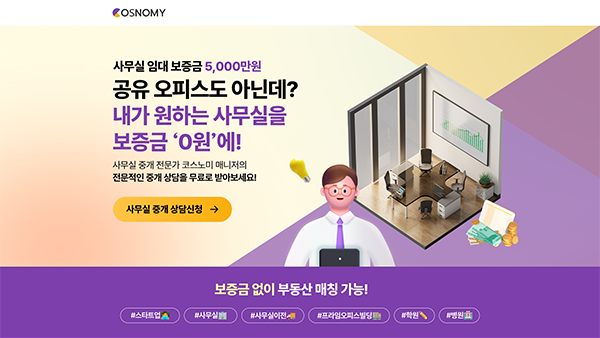 COSNOMY
사무실 임대 보증금 5,000만원
공유 오피스도 아닌데?
내가 원하는 사무실을
보증금 ‘0원’에!
사무실 중개 전문가 코스노미 매니저의
전문적인 중개 상담을 무료로 받아보세요!
사무실 중개 상담신청 →
보증금 없이 부동산 매칭 가능!
#스타트업 #사무실 #사무실이전 #프라임오피스빌딩 #학원 #병원